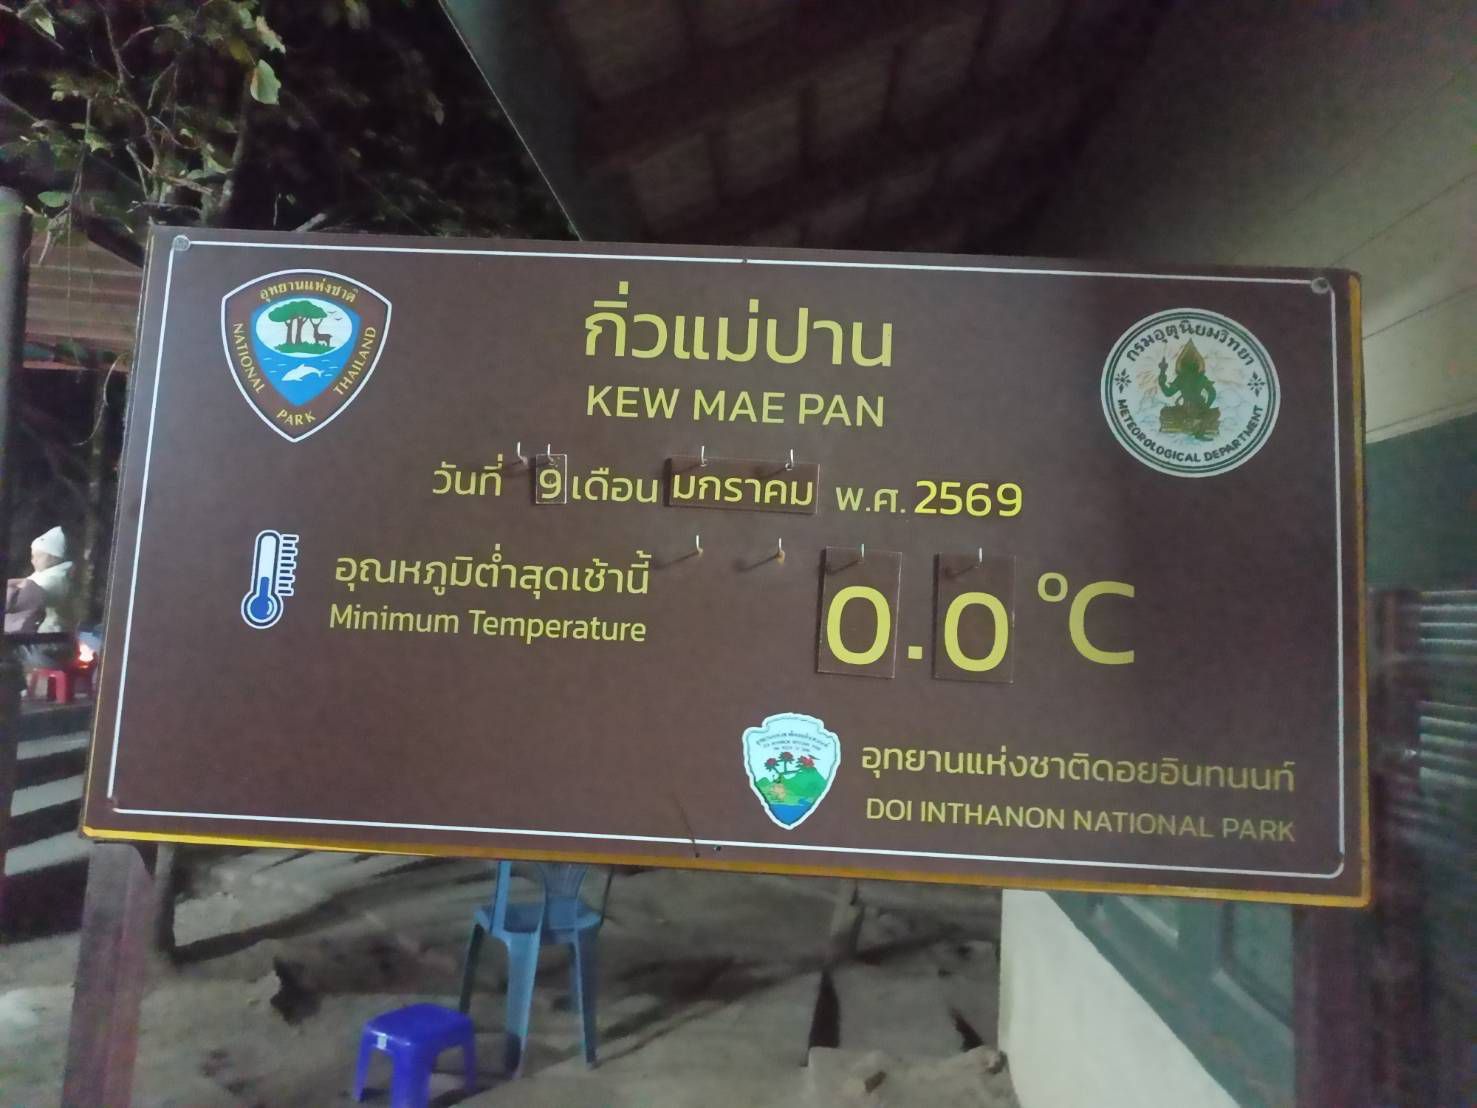 อุทยานแห่งชาติ
NATIONAL PARK THAILAND
กิ่วแม่ปาน
KEW MAE PAN
กรมอุตุนิยมวิทยา
METEOROLOGICAL DEPARTMENT
วันที่ 9 เดือน มกราคม พ.ศ. 2569
อุณหภูมิต่ำสุดเช้านี้ 0.0 °C
Minimum Temperature
อุทยานแห่งชาติดอยอินทนนท์
DOI INTHANON NATIONAL PARK